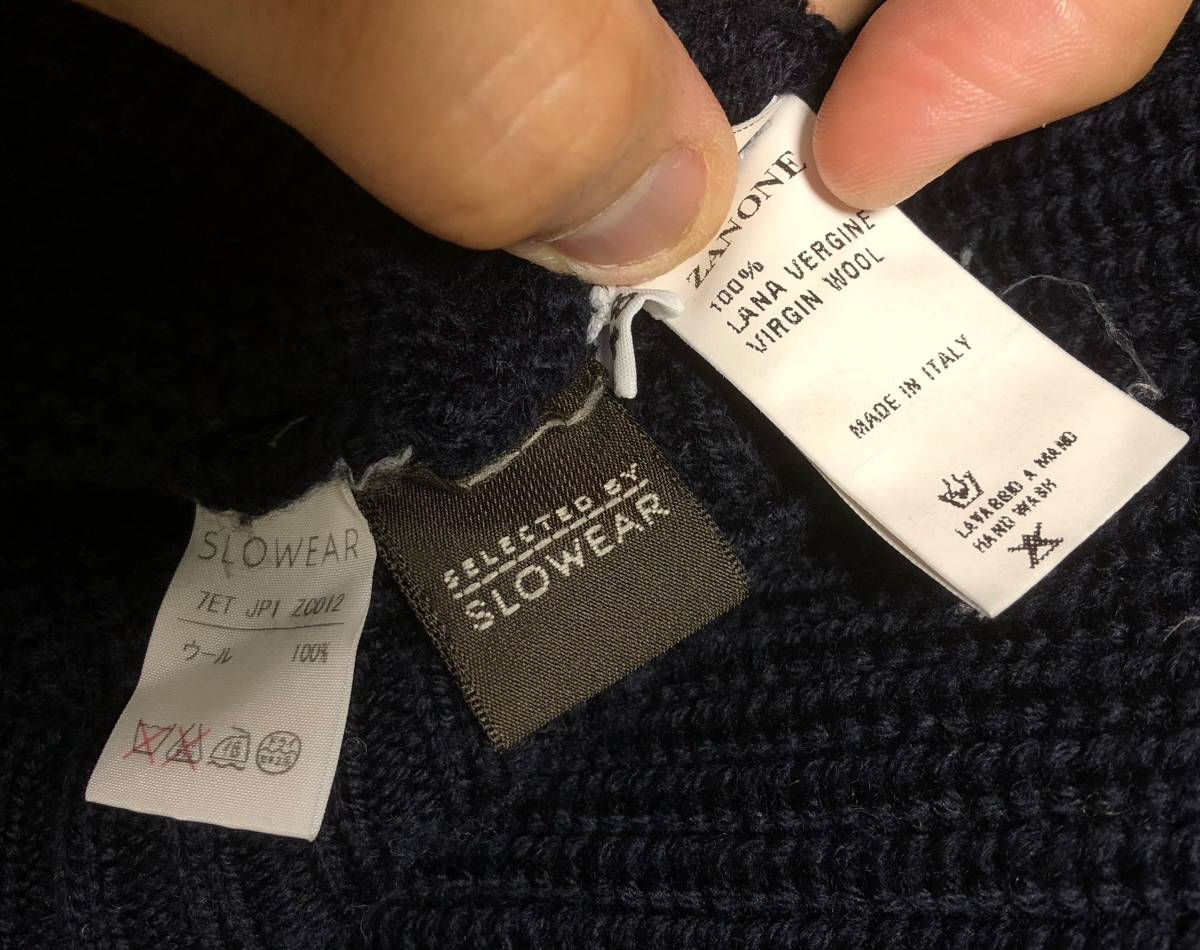 SLOWEAR
7ET JP1 Z0012
ウール 100%
SELECTED BY
SLOWEAR
ZANONE
100%
LANA VERGINE
VIRGIN WOOL
MADE IN ITALY
LAVAGGIO A MANO
HAND WASH